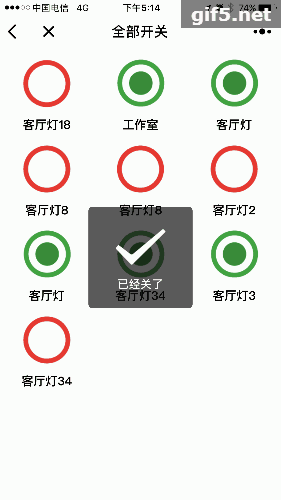 中国电信 4G 下午5:14 74%
gif5.net
全部开关
客厅灯18 工作室 客厅灯
客厅灯8 客厅灯8 客厅灯2
客厅灯 客厅灯34 客厅灯3
已经关了
客厅灯34